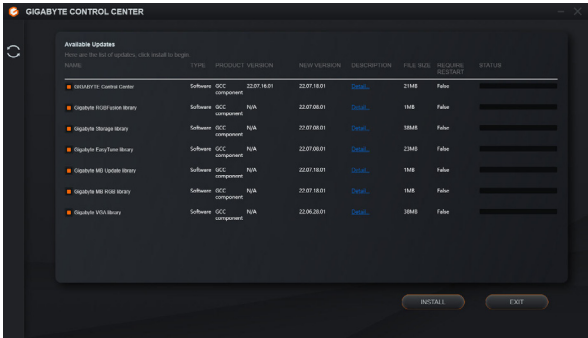 GIGABYTE CONTROL CENTER
Available Updates
Here are the list of updates, click install to begin.
NAME TYPE PRODUCT VERSION NEW VERSION DESCRIPTION FILE SIZE REQUIRE RESTART STATUS
GIGABYTE Control Center Software GCC component 22.07.16.01 22.07.18.01 Detail... 21MB False
Gigabyte RGBFusion library Software GCC component N/A 22.07.08.01 Detail... 1MB False
Gigabyte Storage library Software GCC component N/A 22.07.08.01 Detail... 38MB False
Gigabyte EasyTune library Software GCC component N/A 22.07.08.01 Detail... 23MB False
Gigabyte MB Update library Software GCC component N/A 22.07.18.01 Detail... 1MB False
Gigabyte MB RGB library Software GCC component N/A 22.07.18.01 Detail... 1MB False
Gigabyte VGA library Software GCC component N/A 22.06.28.01 Detail... 38MB False
INSTALL EXIT